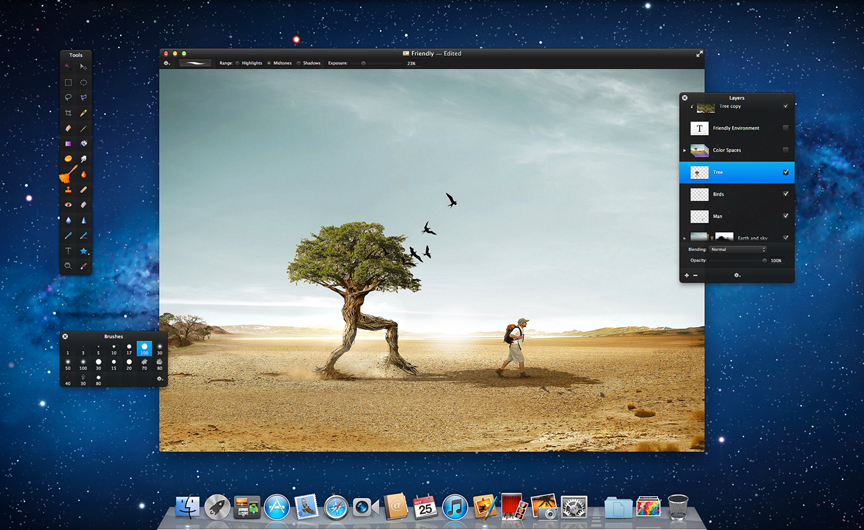 Friendly — Edited
Range: Highlights Midtones Shadows Exposure: 23%
Tools
Layers
Tree copy
Friendly Environment
Color Spaces
Tree
Birds
Man
Earth and sky
Blending: Normal
Opacity: 100%
Brushes
1 3 5 10 17 100 30
50 100 30 15 20 70 80
40 50 80
25